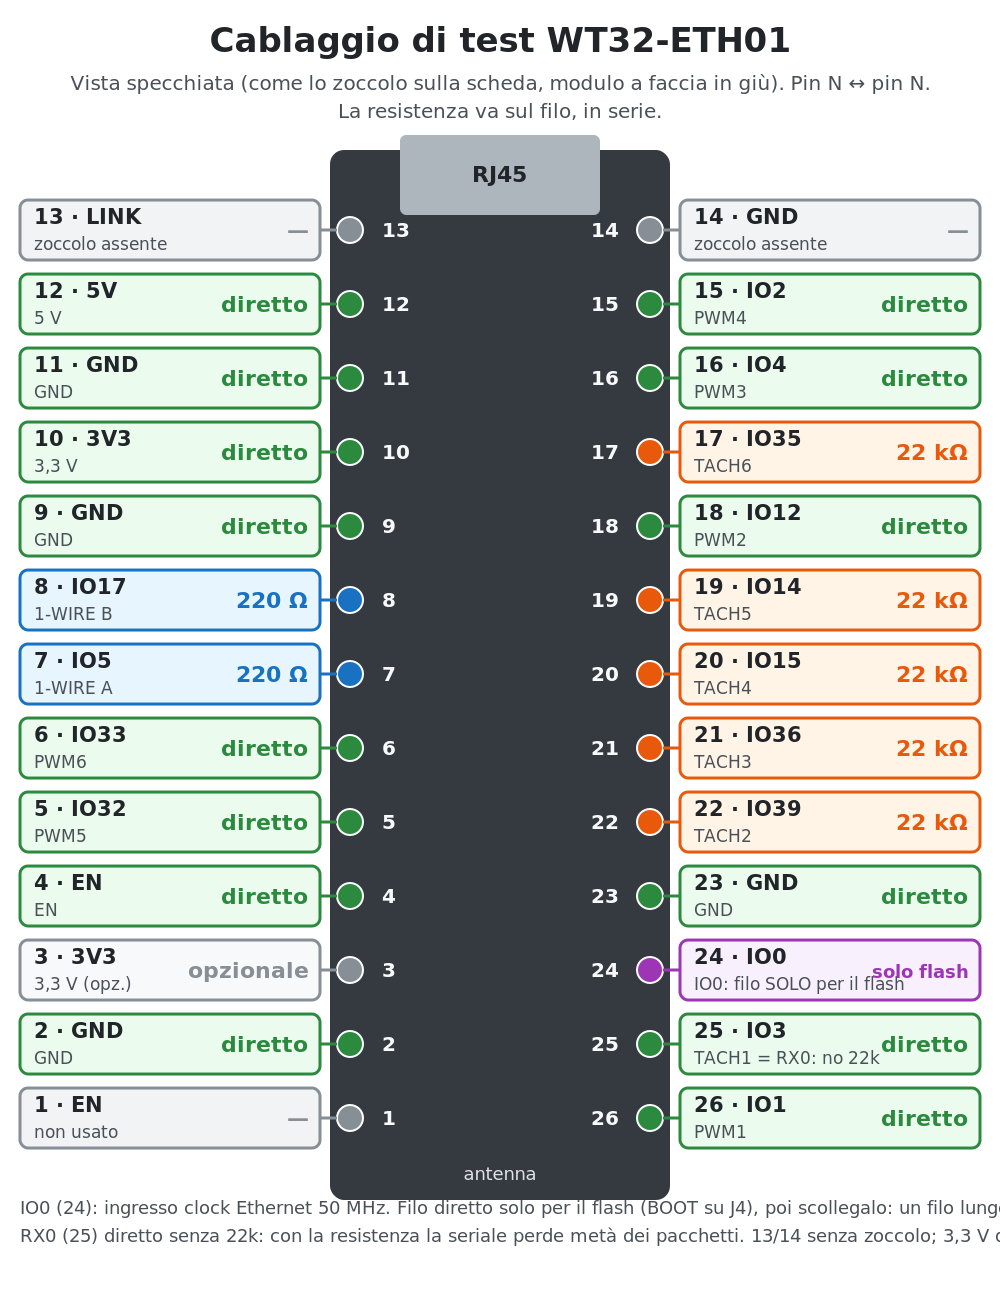 Cablaggio di test WT32-ETH01
Vista specchiata (come lo zoccolo sulla scheda, modulo a faccia in giù). Pin N ↔ pin N.
La resistenza va sul filo, in serie.
RJ45
13 · LINK
zoccolo assente
—
13
14
14 · GND
zoccolo assente
—
12 · 5V
5 V
diretto
12
15
15 · IO2
PWM4
diretto
11 · GND
GND
diretto
11
16
16 · IO4
PWM3
diretto
10 · 3V3
3,3 V
diretto
10
17
17 · IO35
TACH6
22 kΩ
9 · GND
GND
diretto
9
18
18 · IO12
PWM2
diretto
8 · IO17
1-WIRE B
220 Ω
8
19
19 · IO14
TACH5
22 kΩ
7 · IO5
1-WIRE A
220 Ω
7
20
20 · IO15
TACH4
22 kΩ
6 · IO33
PWM6
diretto
6
21
21 · IO36
TACH3
22 kΩ
5 · IO32
PWM5
diretto
5
22
22 · IO39
TACH2
22 kΩ
4 · EN
EN
diretto
4
23
23 · GND
GND
diretto
3 · 3V3
3,3 V (opz.)
opzionale
3
24
24 · IO0
IO0: filo SOLO per il flash
solo flash
2 · GND
GND
diretto
2
25
25 · IO3
TACH1 = RX0: no 22k
diretto
1 · EN
non usato
—
1
26
26 · IO1
PWM1
diretto
antenna
IO0 (24): ingresso clock Ethernet 50 MHz. Filo diretto solo per il flash (BOOT su J4), poi scollegalo: un filo
RX0 (25) diretto senza 22k: con la resistenza la seriale perde metà dei pacchetti. 13/14 senza zoccolo; 3,3 V